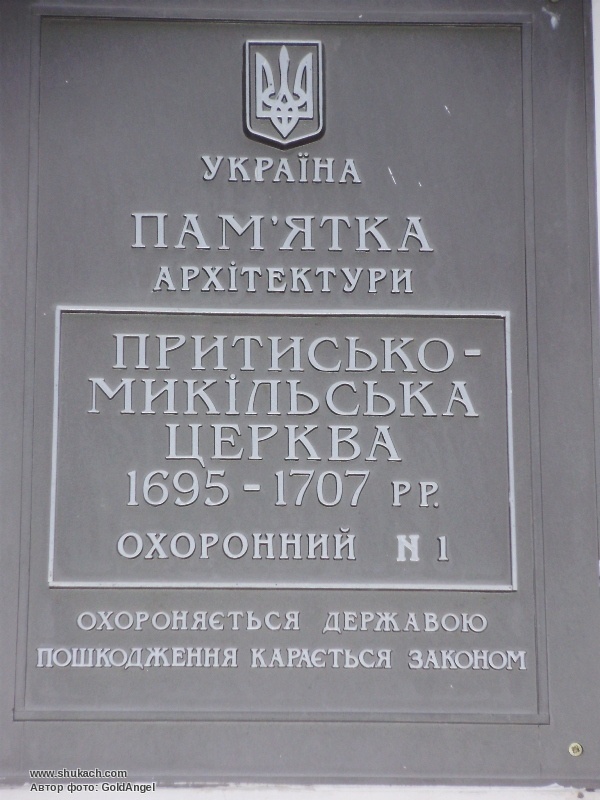 УКРАЇНА
ПАМ'ЯТКА
АРХІТЕКТУРИ
ПРИТИСЬКО-
МИКІЛЬСЬКА
ЦЕРКВА
1695 - 1707 РР.
ОХОРОННИЙ N 1
ОХОРОНЯЄТЬСЯ ДЕРЖАВОЮ
ПОШКОДЖЕННЯ КАРАЄТЬСЯ ЗАКОНОМ
www.shukach.com
Автор фото: GoldAngel